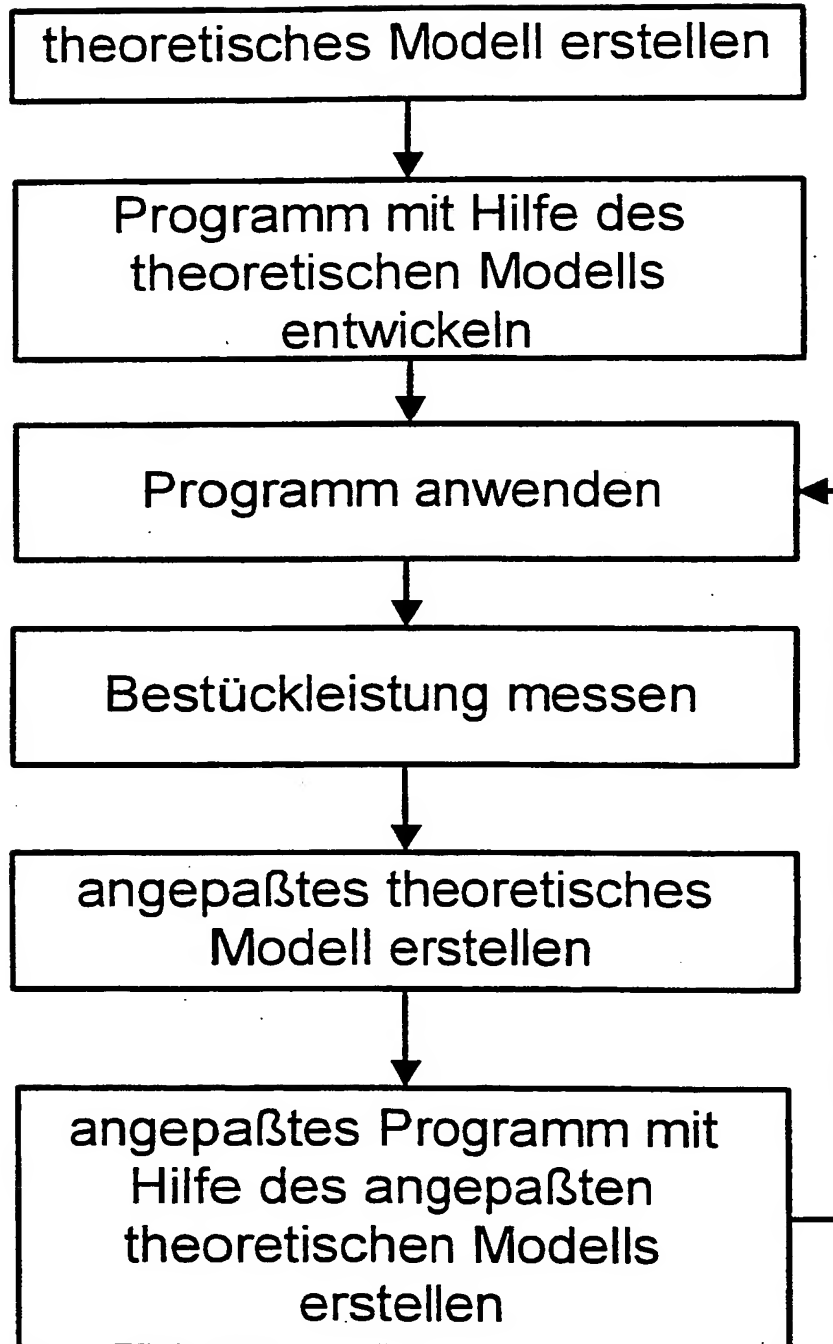 theoretisches Modell erstellen
Programm mit Hilfe des
theoretischen Modells
entwickeln
Programm anwenden
Bestückleistung messen
angepaßtes theoretisches
Modell erstellen
angepaßtes Programm mit
Hilfe des angepaßten
theoretischen Modells
erstellen